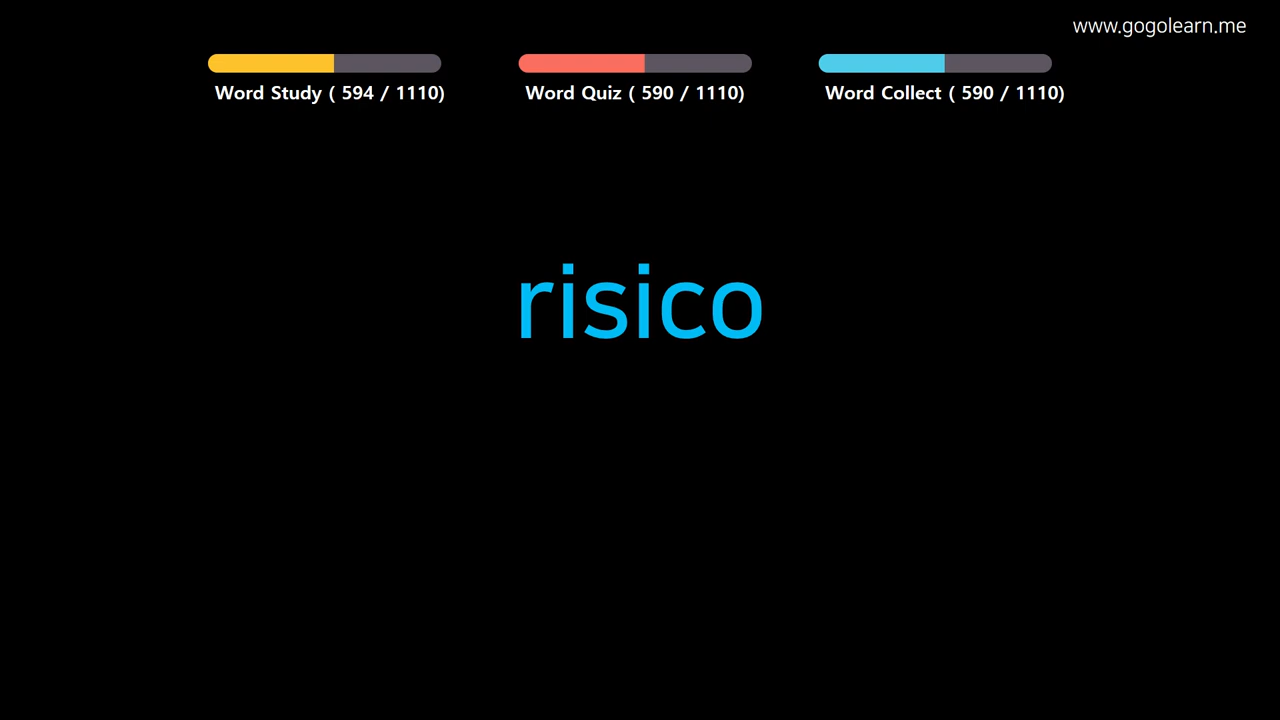 www.gogolearn.me
Word Study ( 594 / 1110)
Word Quiz ( 590 / 1110)
Word Collect ( 590 / 1110)
risico